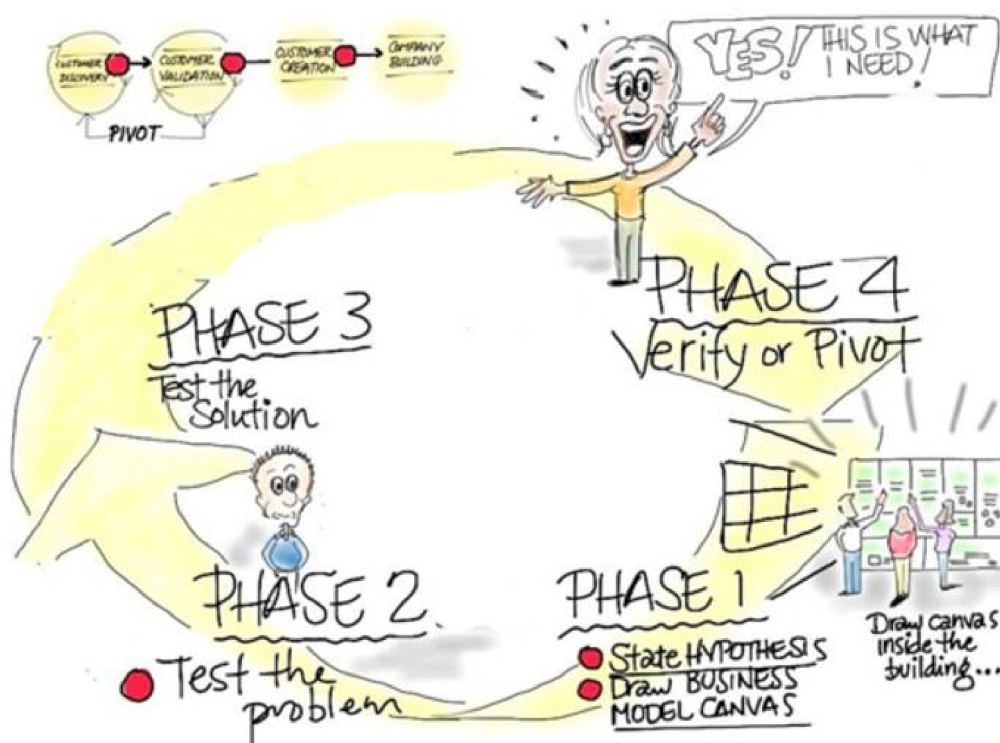 CUSTOMER
DISCOVERY
CUSTOMER
VALIDATION
CUSTOMER
CREATION
COMPANY
BUILDING
PIVOT
YES! THIS IS WHAT
I NEED!
PHASE 4
Verify or Pivot
PHASE 3
Test the
Solution
PHASE 2
Test the
problem
PHASE 1
State HYPOTHESIS
Draw BUSINESS
MODEL CANVAS
Draw canvas
inside the
building...